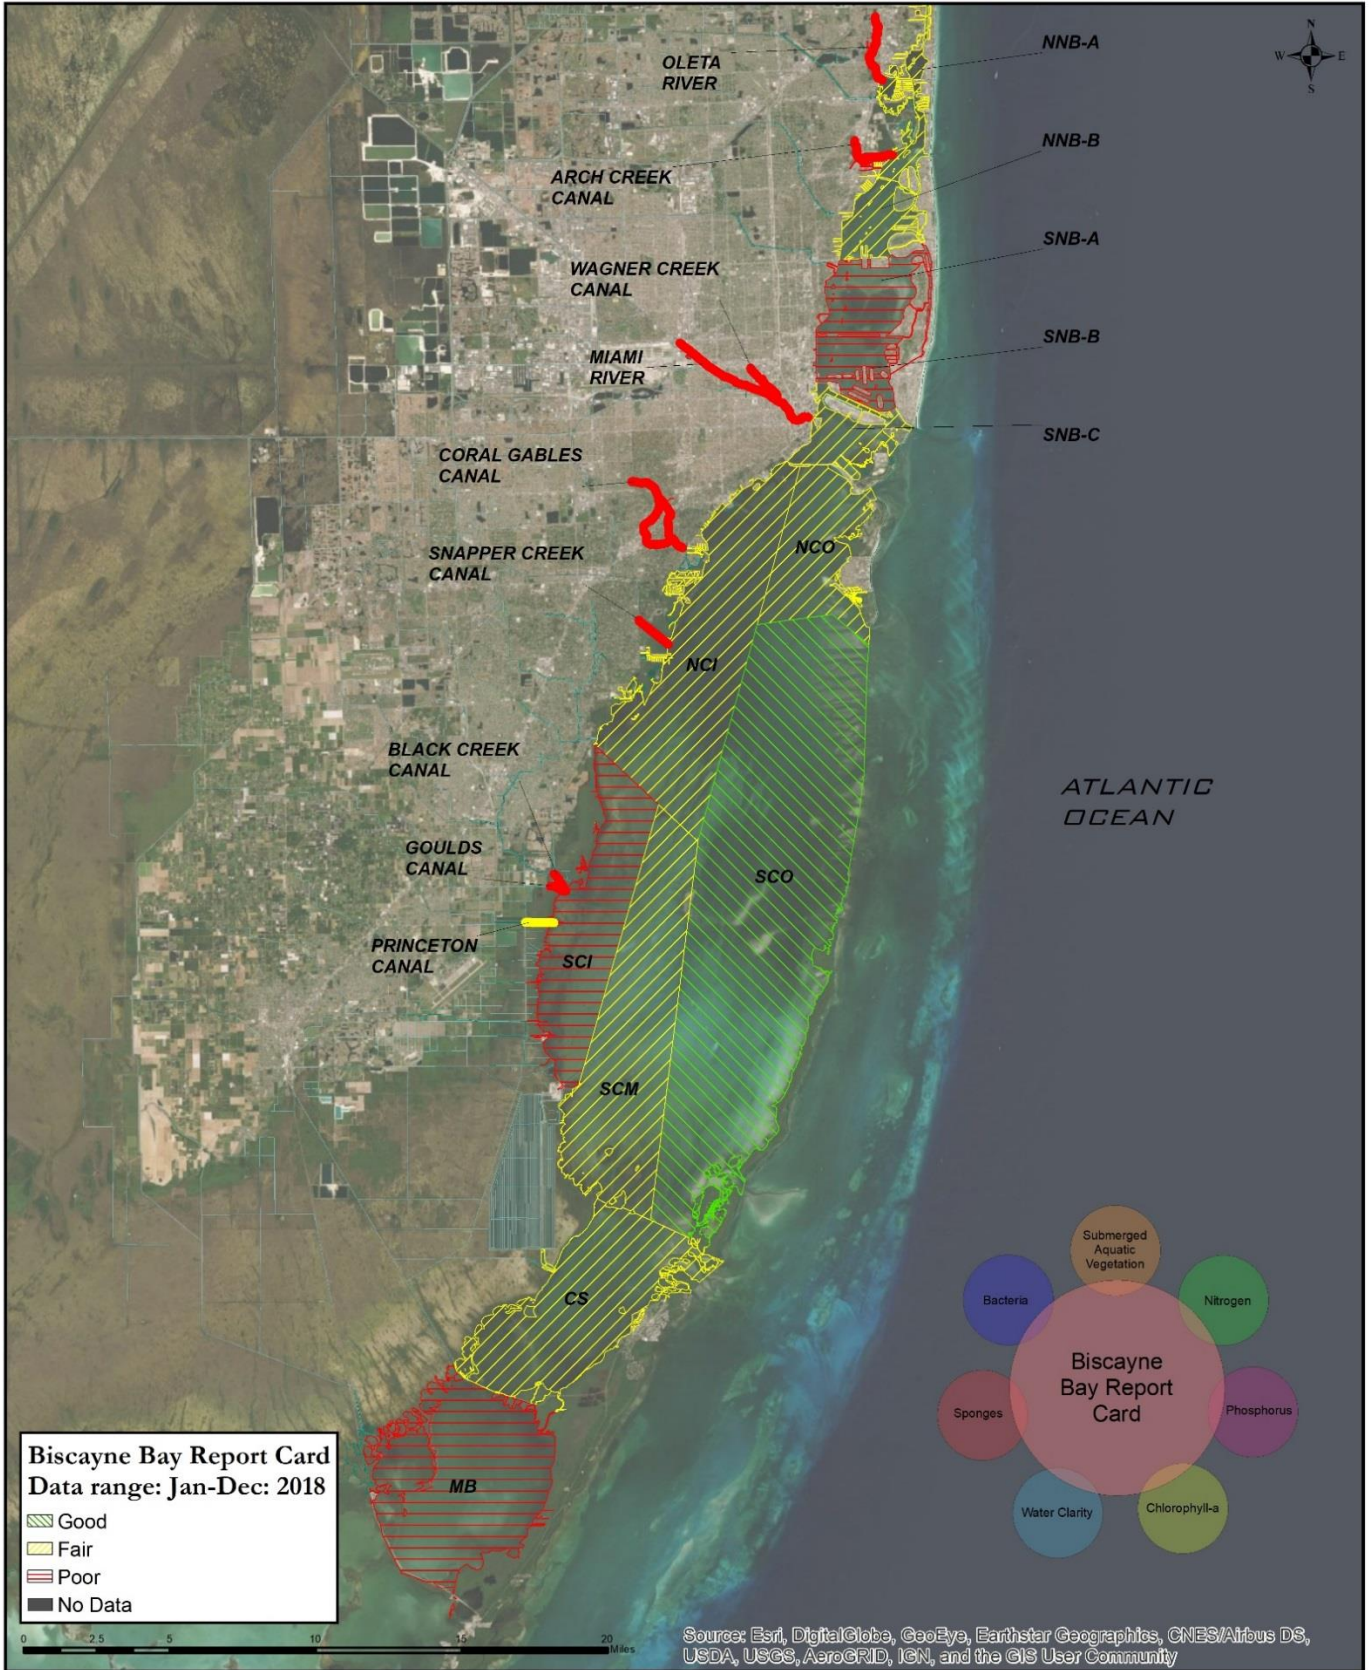 N
W
E
S
OLETA
RIVER
NNB-A
NNB-B
ARCH CREEK
CANAL
SNB-A
WAGNER CREEK
CANAL
SNB-B
MIAMI
RIVER
SNB-C
CORAL GABLES
CANAL
NCO
SNAPPER CREEK
CANAL
NCI
BLACK CREEK
CANAL
ATLANTIC
OCEAN
GOULDS
CANAL
SCO
PRINCETON
CANAL
SCI
SCM
CS
MB
Submerged
Aquatic
Vegetation
Bacteria
Nitrogen
Biscayne
Bay Report
Card
Sponges
Phosphorus
Water Clarity
Chlorophyll-a
Biscayne Bay Report Card
Data range: Jan-Dec: 2018
Good
Fair
Poor
No Data
0 2.5 5 10 15 20 Miles
Source: Esri, DigitalGlobe, GeoEye, Earthstar Geographics, CNES/Airbus DS,
USDA, USGS, AeroGRID, IGN, and the GIS User Community